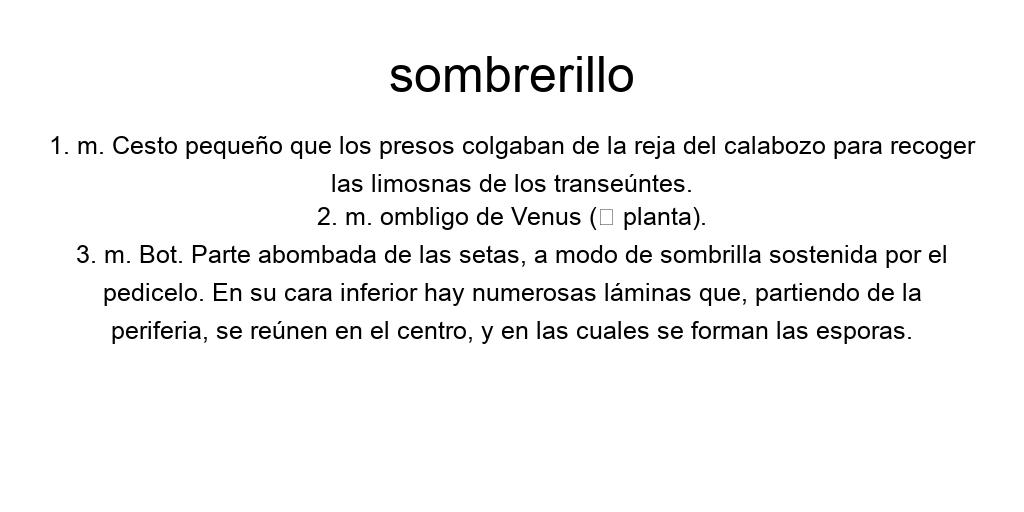 sombrerillo
1. m. Cesto pequeño que los presos colgaban de la reja del calabozo para recoger
las limosnas de los transeúntes.
2. m. ombligo de Venus (▯ planta).
3. m. Bot. Parte abombada de las setas, a modo de sombrilla sostenida por el
pedicelo. En su cara inferior hay numerosas láminas que, partiendo de la
periferia, se reúnen en el centro, y en las cuales se forman las esporas.